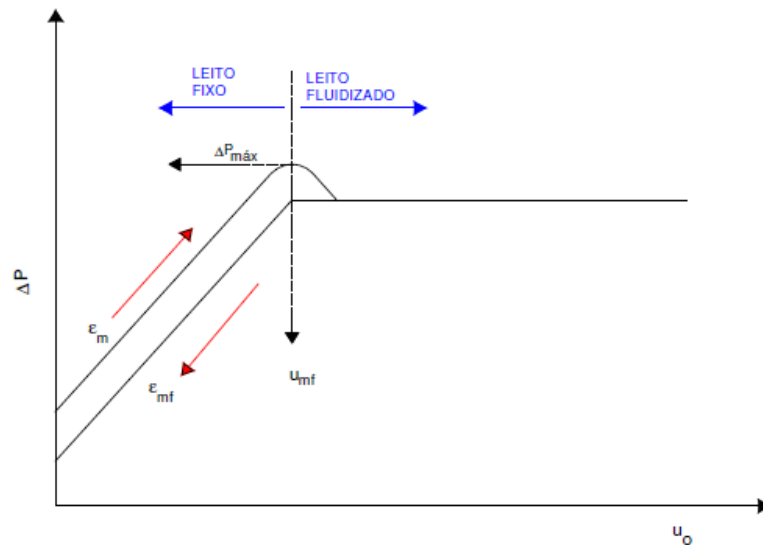 LEITO
FIXO
LEITO
FLUIDIZADO
ΔPmáx
ΔP
εm
εmf
umf
uo